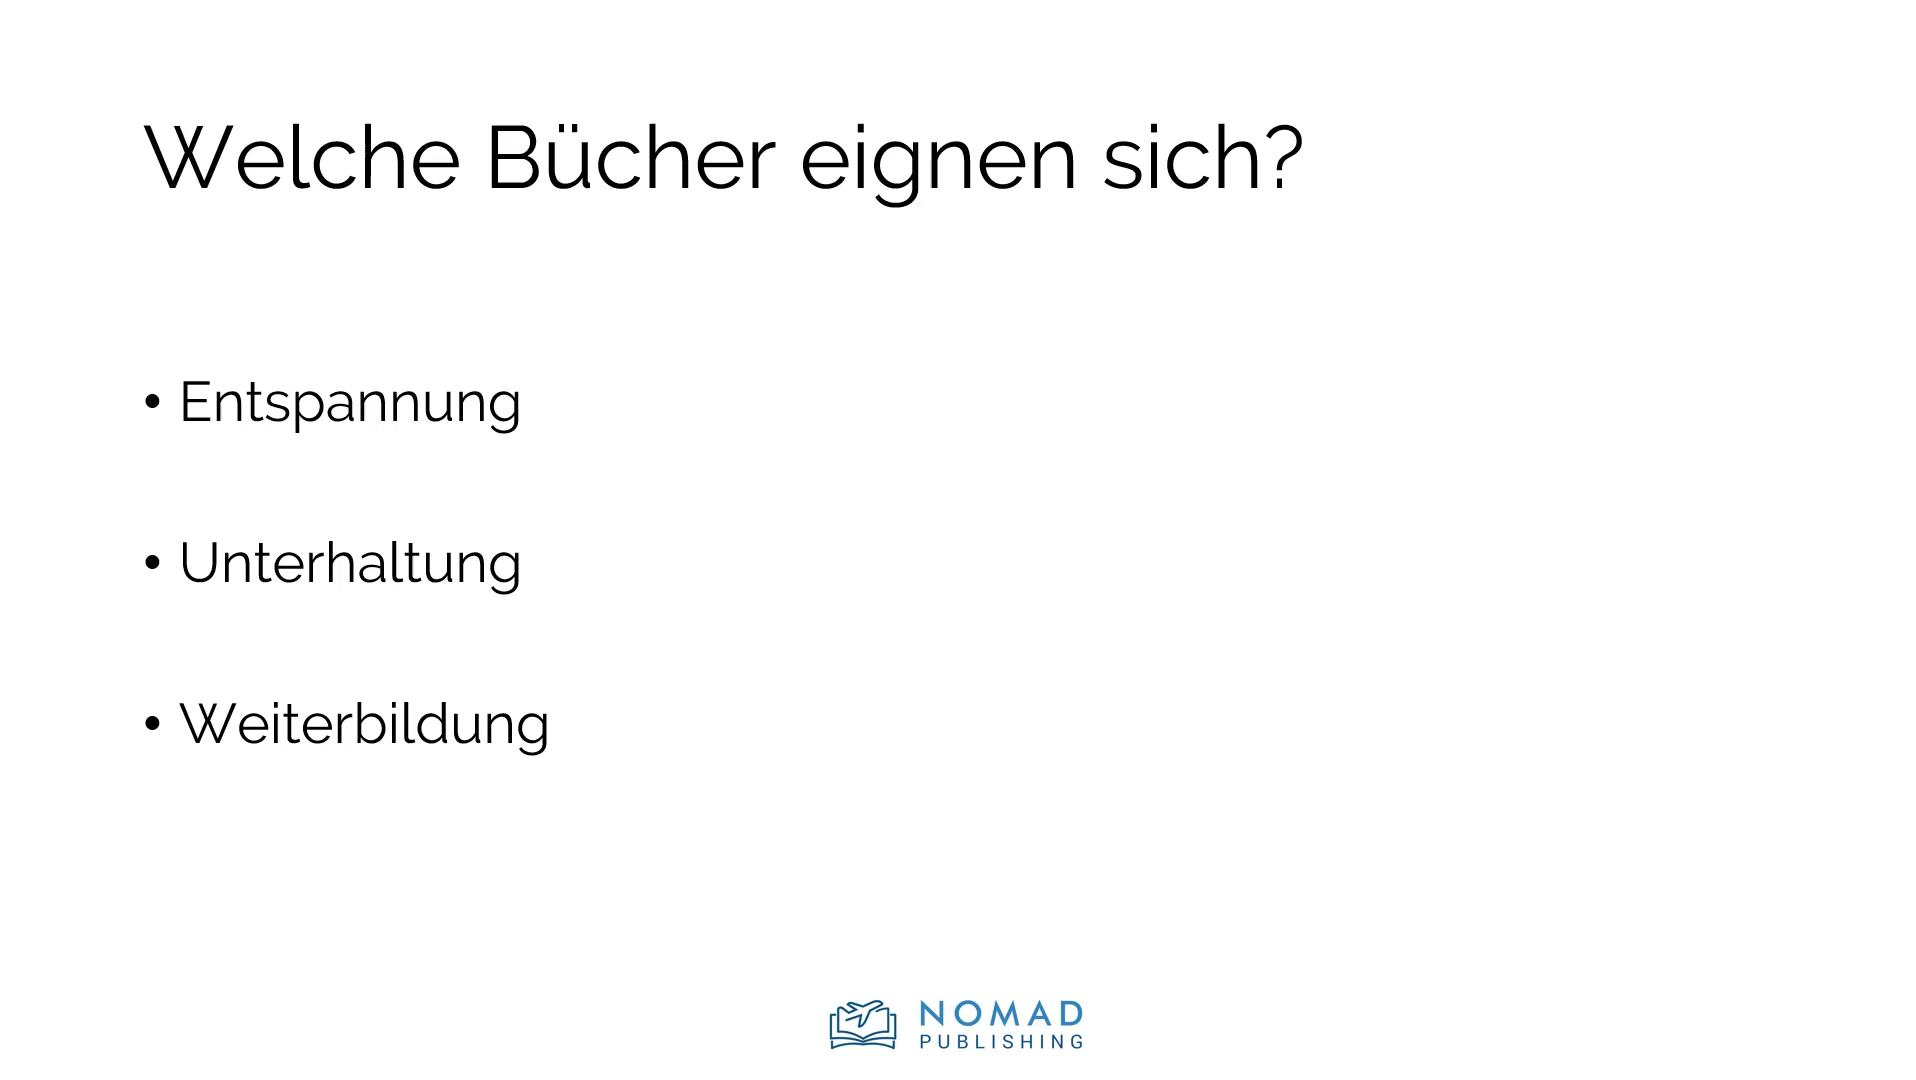 Welche Bücher eignen sich?
• Entspannung
• Unterhaltung
• Weiterbildung
NOMAD
PUBLISHING